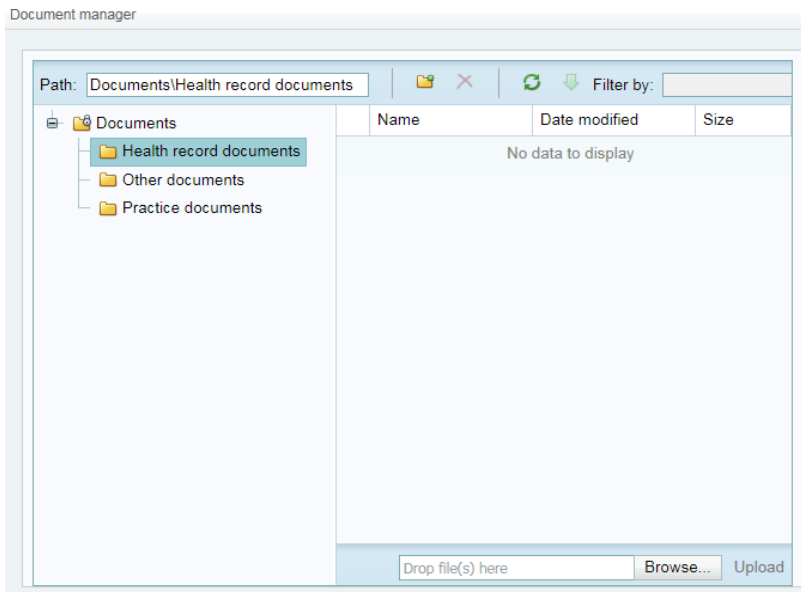 Document manager
Path: Documents\Health record documents Filter by:
Documents
Health record documents
Other documents
Practice documents
Name Date modified Size
No data to display
Drop file(s) here Browse... Upload